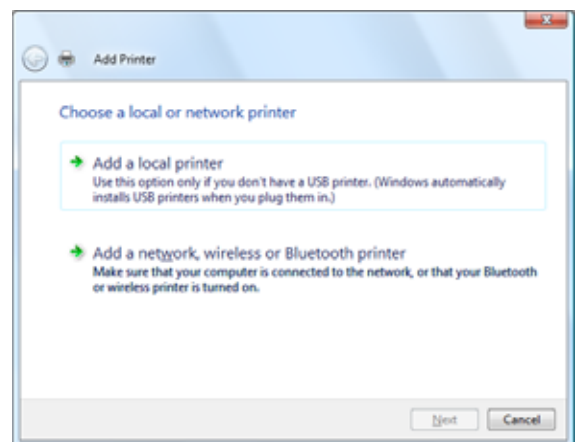 Add Printer
Choose a local or network printer
Add a local printer
Use this option only if you don't have a USB printer. (Windows automatically
installs USB printers when you plug them in.)
Add a network, wireless or Bluetooth printer
Make sure that your computer is connected to the network, or that your Bluetooth
or wireless printer is turned on.
Next Cancel